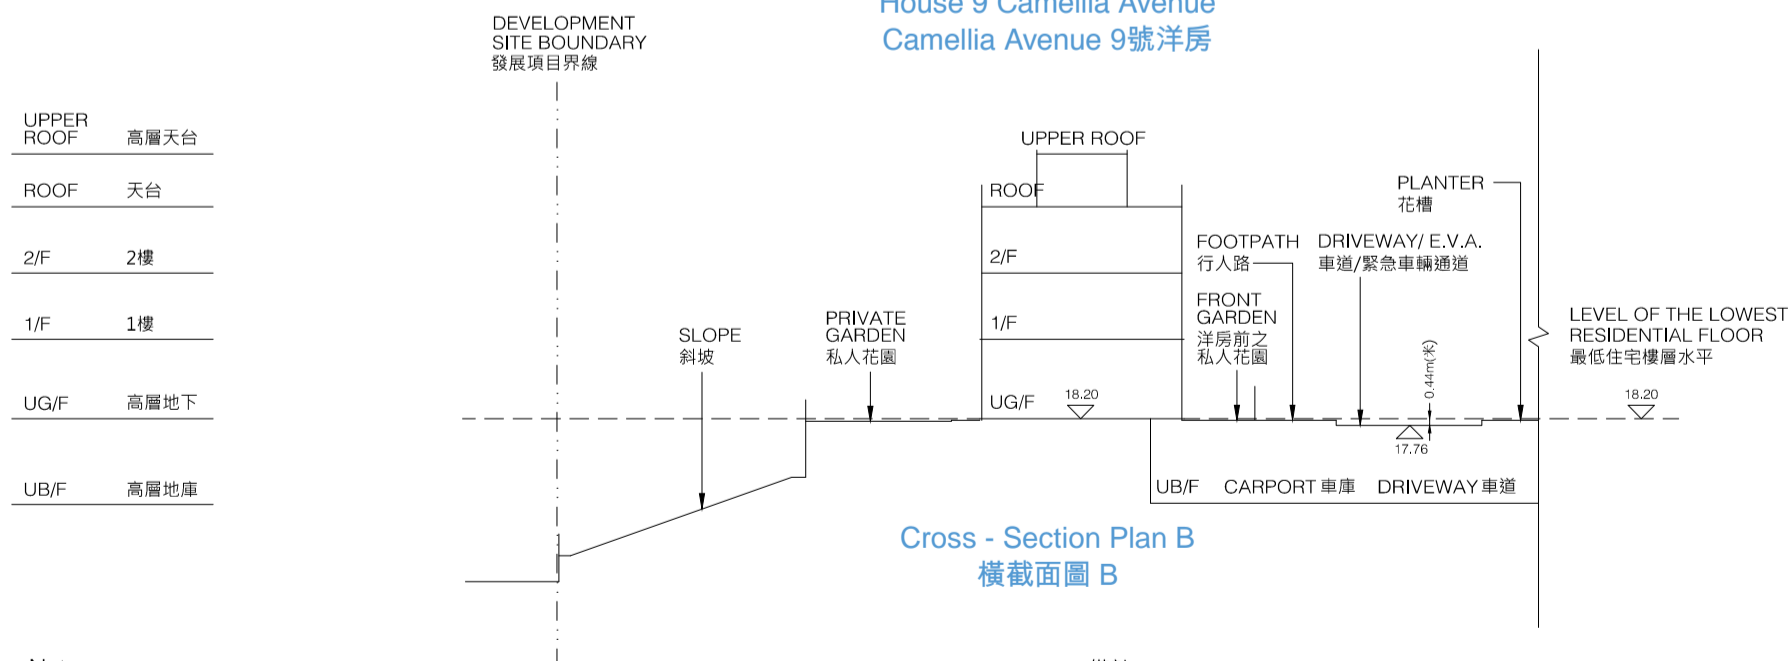 House 9 Camellia Avenue
Camellia Avenue 9號洋房
DEVELOPMENT
SITE BOUNDARY
發展項目界線
UPPER
ROOF 高層天台
ROOF 天台
2/F 2樓
1/F 1樓
UG/F 高層地下
UB/F 高層地庫
SLOPE
斜坡
PRIVATE
GARDEN
私人花園
UPPER ROOF
ROOF
2/F
1/F
UG/F
18.20
FOOTPATH
行人路
FRONT
GARDEN
洋房前之
私人花園
DRIVEWAY/ E.V.A.
車道/緊急車輛通道
PLANTER
花槽
0.44m(米)
17.76
LEVEL OF THE LOWEST
RESIDENTIAL FLOOR
最低住宅樓層水平
18.20
UB/F CARPORT 車庫 DRIVEWAY 車道
Cross - Section Plan B
橫截面圖 B